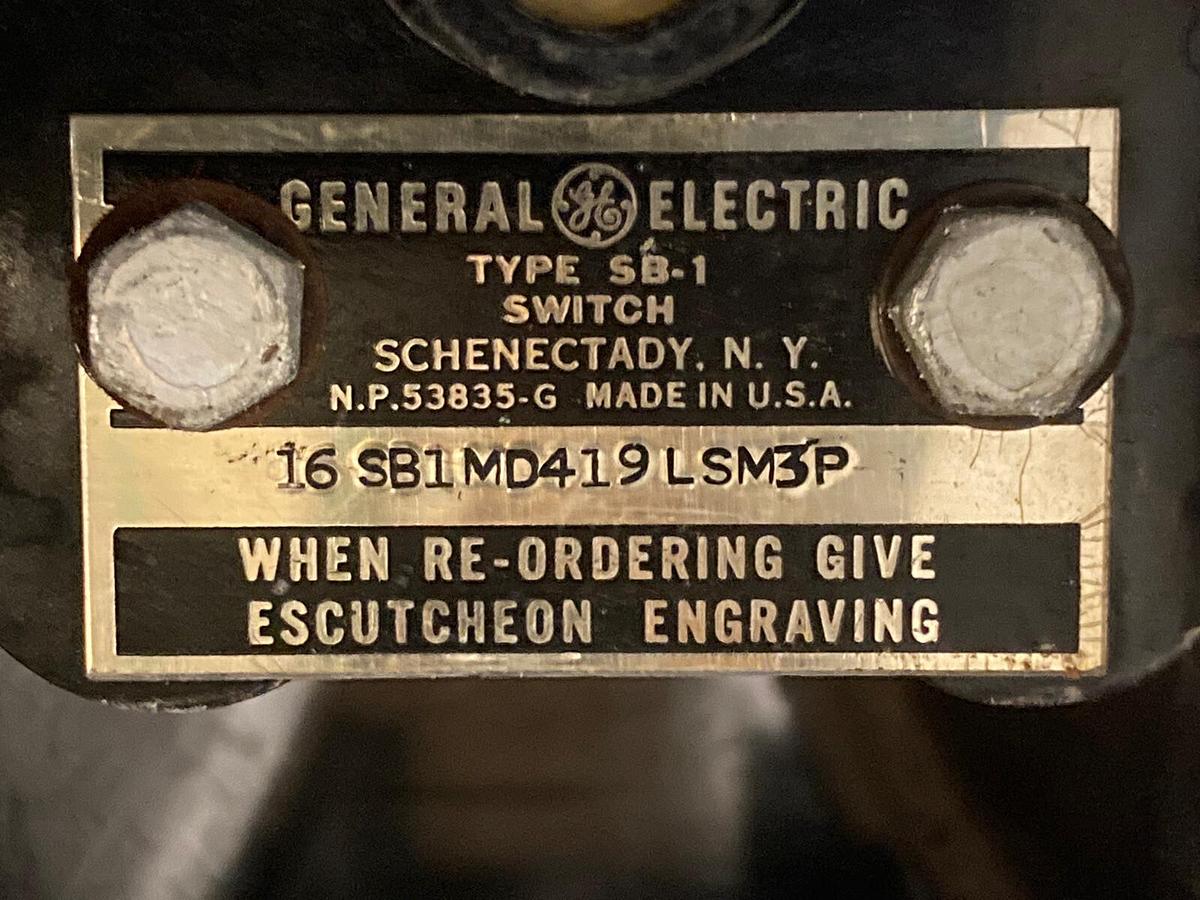 GENERAL GE ELECTRIC
TYPE SB-1
SWITCH
SCHENECTADY, N. Y.
N.P.53835-G MADE IN U.S.A.
16 SB1MD419 LSM3P
WHEN RE-ORDERING GIVE
ESCUTCHEON ENGRAVING